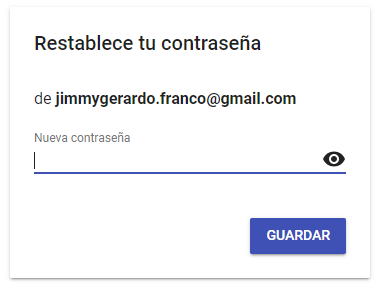 Restablece tu contraseña
de jimmygerardo.franco@gmail.com
Nueva contraseña
GUARDAR